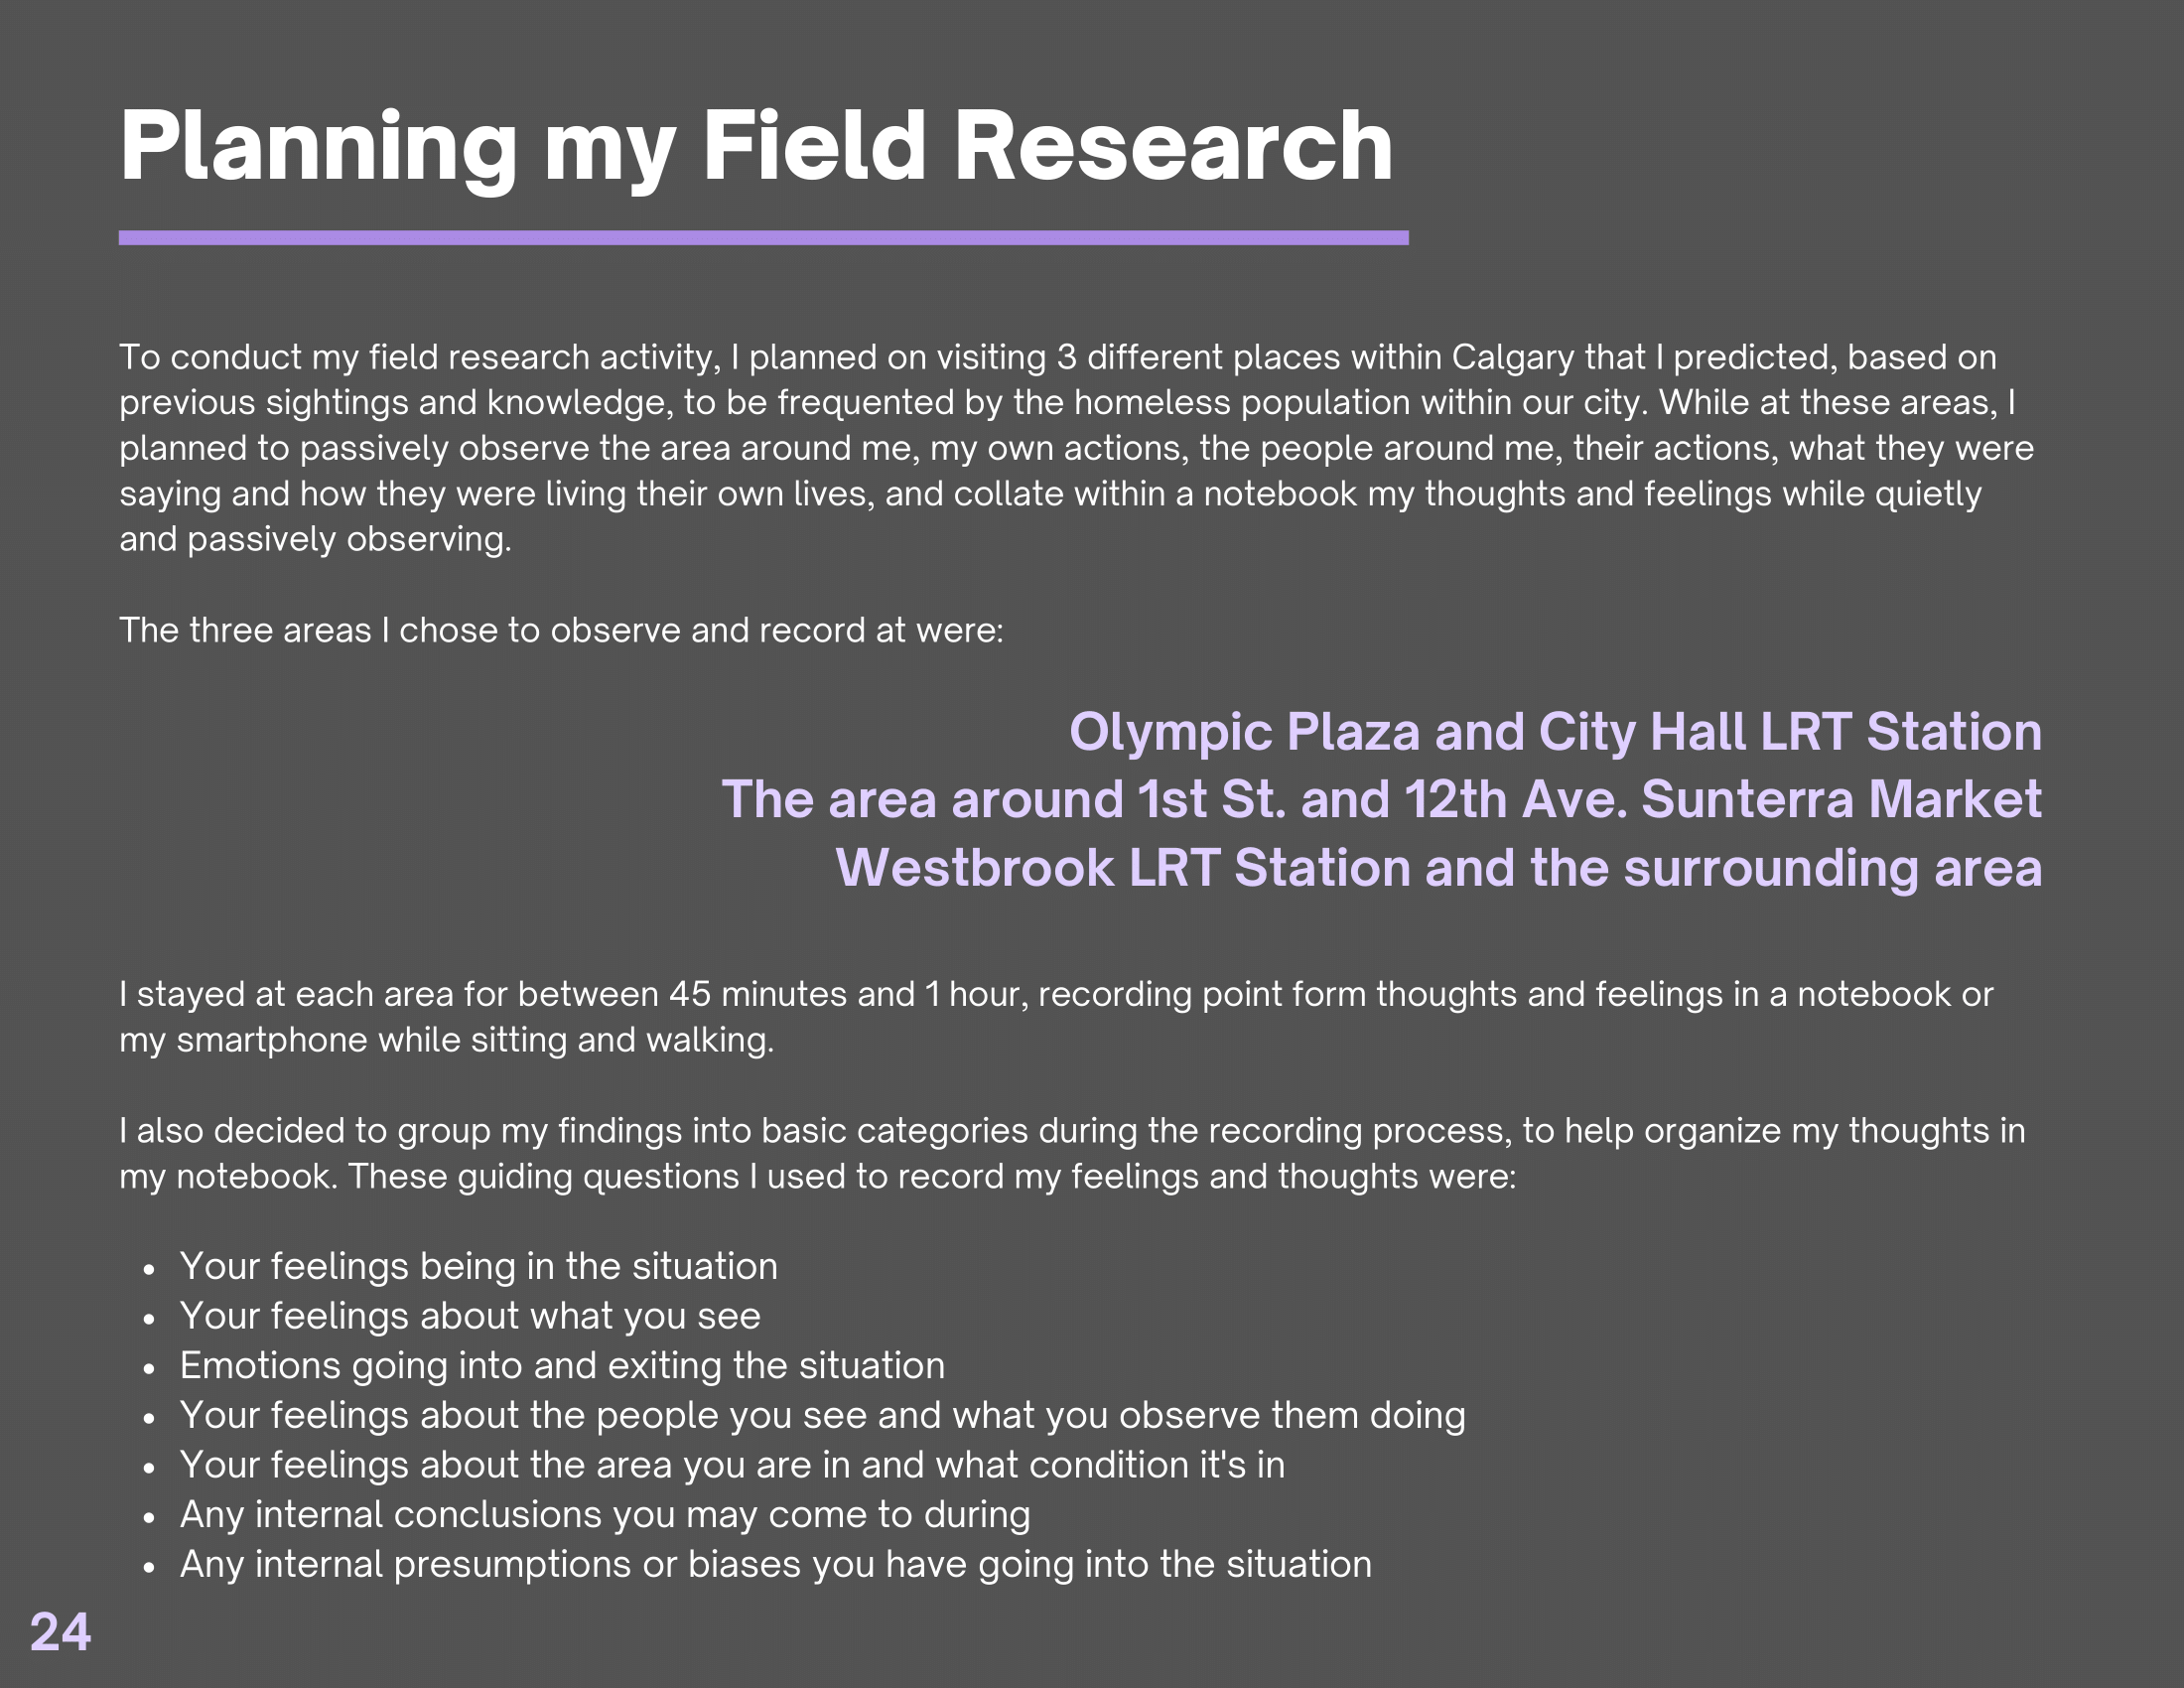 Planning my Field Research
To conduct my field research activity, I planned on visiting 3 different places within Calgary that I predicted, based on
previous sightings and knowledge, to be frequented by the homeless population within our city. While at these areas, I
planned to passively observe the area around me, my own actions, the people around me, their actions, what they were
saying and how they were living their own lives, and collate within a notebook my thoughts and feelings while quietly
and passively observing.
The three areas I chose to observe and record at were:
Olympic Plaza and City Hall LRT Station
The area around 1st St. and 12th Ave. Sunterra Market
Westbrook LRT Station and the surrounding area
I stayed at each area for between 45 minutes and 1 hour, recording point form thoughts and feelings in a notebook or
my smartphone while sitting and walking.
I also decided to group my findings into basic categories during the recording process, to help organize my thoughts in
my notebook. These guiding questions I used to record my feelings and thoughts were:
• Your feelings being in the situation
• Your feelings about what you see
• Emotions going into and exiting the situation
• Your feelings about the people you see and what you observe them doing
• Your feelings about the area you are in and what condition it's in
• Any internal conclusions you may come to during
• Any internal presumptions or biases you have going into the situation
24